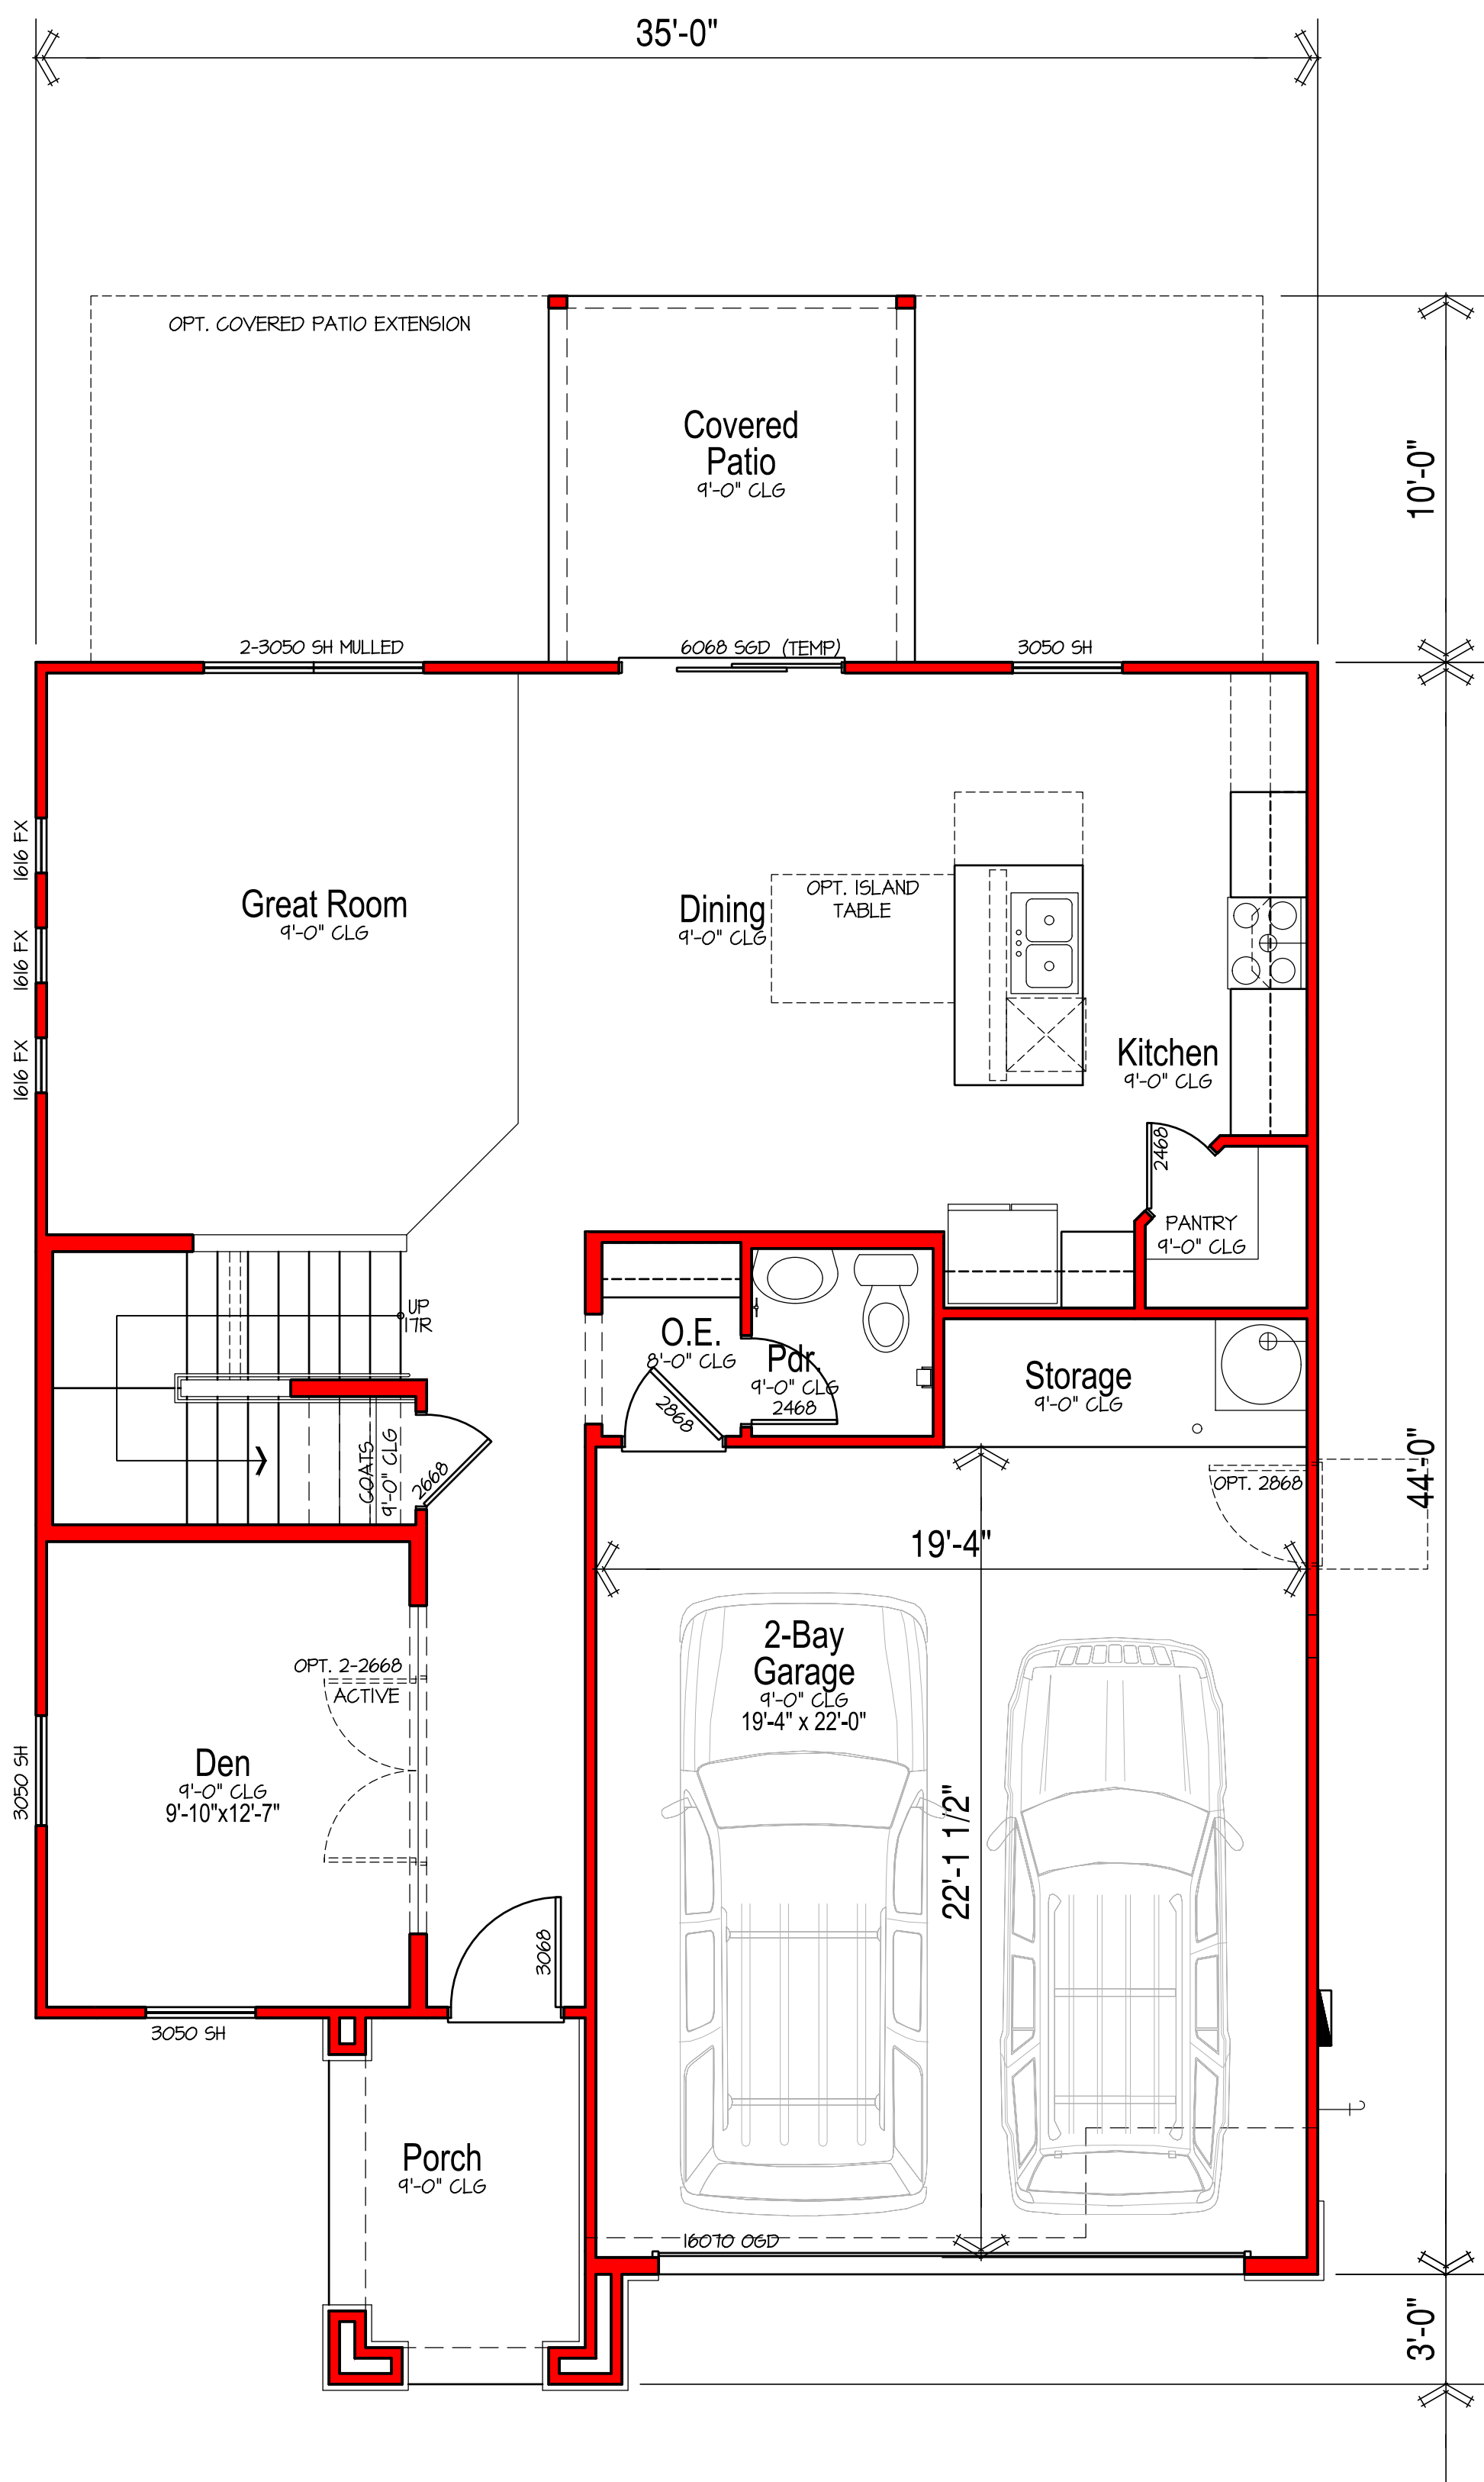 35'-0"
OPT. COVERED PATIO EXTENSION
Covered
Patio
9'-0" CLG
10'-0"
2-3050 SH MULLED
6068 SGD (TEMP)
3050 SH
1616 FX
1616 FX
1616 FX
Great Room
9'-0" CLG
Dining
9'-0" CLG
OPT. ISLAND
TABLE
Kitchen
9'-0" CLG
2468
PANTRY
9'-0" CLG
UP
17R
O.E.
8'-0" CLG
2868
Pdr.
9'-0" CLG
2468
Storage
9'-0" CLG
COATS
9'-0" CLG
2668
44'-0"
OPT. 2868
19'-4"
2-Bay
Garage
9'-0" CLG
19'-4" x 22'-0"
22'-1 1/2"
OPT. 2-2668
ACTIVE
Den
9'-0" CLG
9'-10"x12'-7"
3050 SH
3068
3050 SH
Porch
9'-0" CLG
16070 OGD
3'-0"